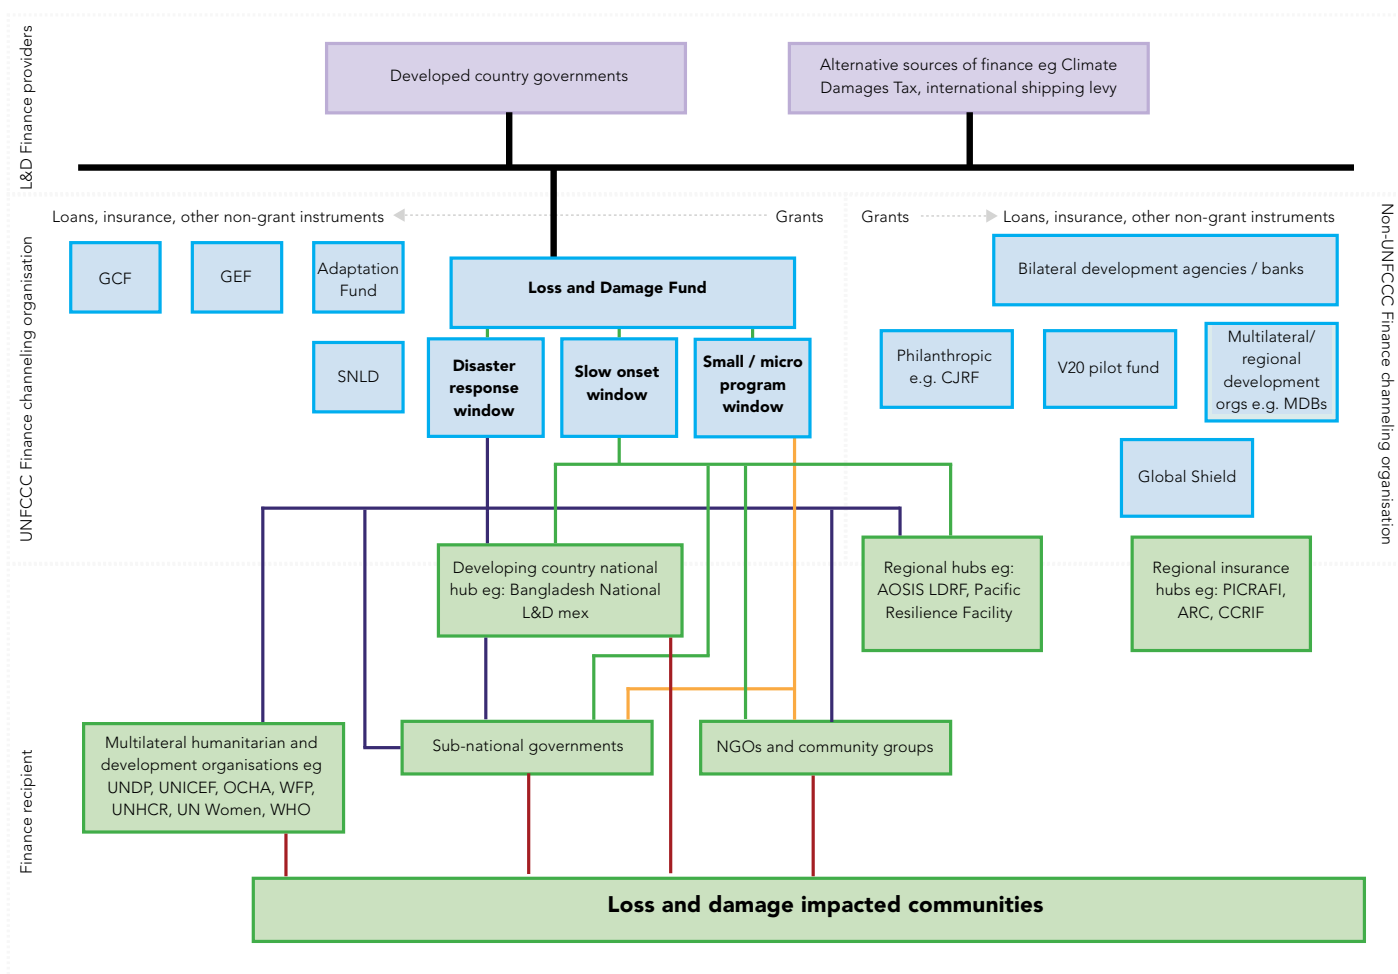 L&D Finance providers
Developed country governments
Alternative sources of finance eg Climate
Damages Tax, international shipping levy
UNFCCC Finance channeling organisation
Loans, insurance, other non-grant instruments
Grants
Grants
Loans, insurance, other non-grant instruments
Non-UNFCCC Finance channeling organisation
GCF
GEF
Adaptation
Fund
SNLD
Loss and Damage Fund
Disaster
response
window
Slow onset
window
Small / micro
program
window
Bilateral development agencies / banks
Philanthropic
e.g. CJRF
V20 pilot fund
Multilateral/
regional
development
orgs e.g. MDBs
Global Shield
Developing country national
hub eg: Bangladesh National
L&D mex
Regional hubs eg:
AOSIS LDRF, Pacific
Resilience Facility
Regional insurance
hubs eg: PICRAFI,
ARC, CCRIF
Finance recipient
Multilateral humanitarian and
development organisations eg
UNDP, UNICEF, OCHA, WFP,
UNHCR, UN Women, WHO
Sub-national governments
NGOs and community groups
Loss and damage impacted communities